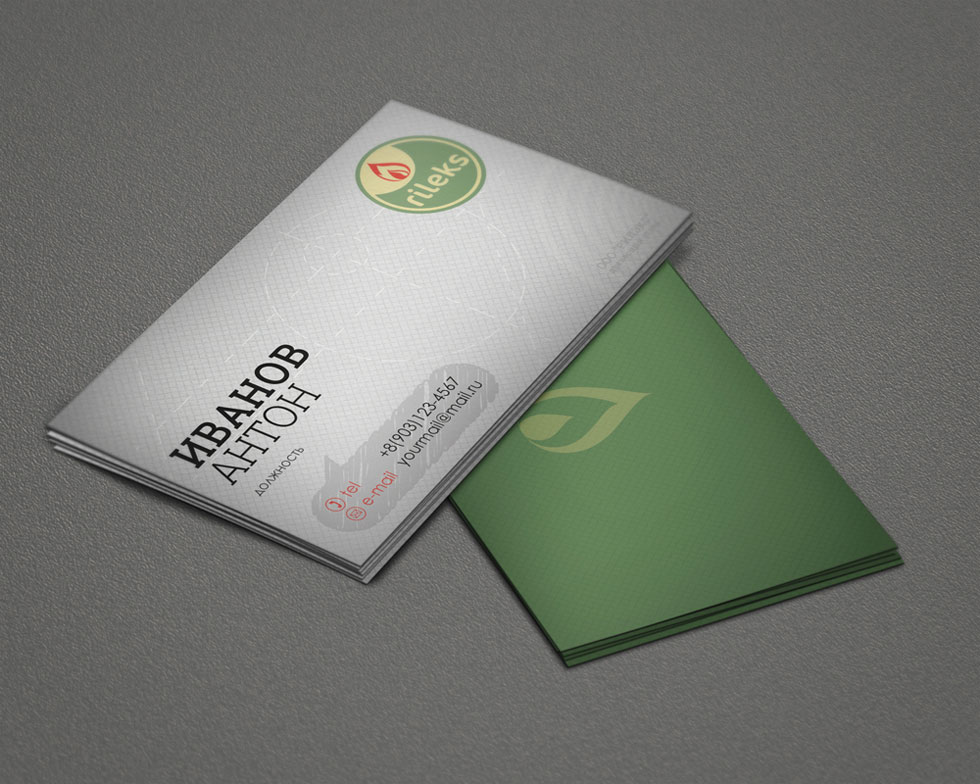 rileks
ИВАНОВ
АНТОН
ДОЛЖНОСТЬ
+8(903)123-4567
yourmail@mail.ru
tel
e-mail